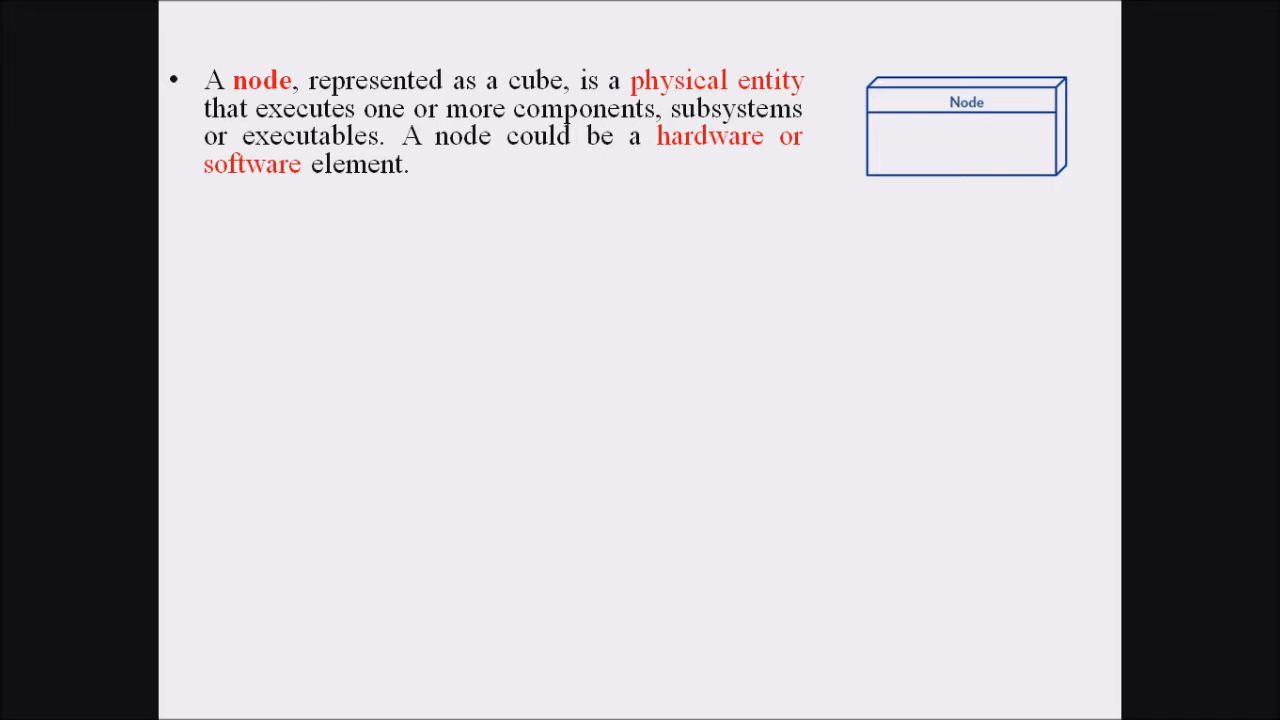 • A node, represented as a cube, is a physical entity
that executes one or more components, subsystems
or executables. A node could be a hardware or
software element.
Node